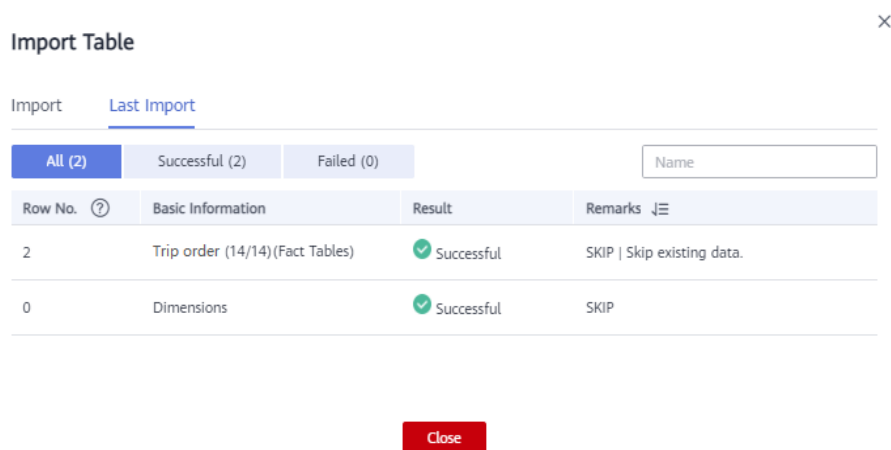 Import Table
Import Last Import
All (2) Successful (2) Failed (0) Name
Row No. ? Basic Information Result Remarks
2 Trip order (14/14)(Fact Tables) Successful SKIP | Skip existing data.
0 Dimensions Successful SKIP
Close